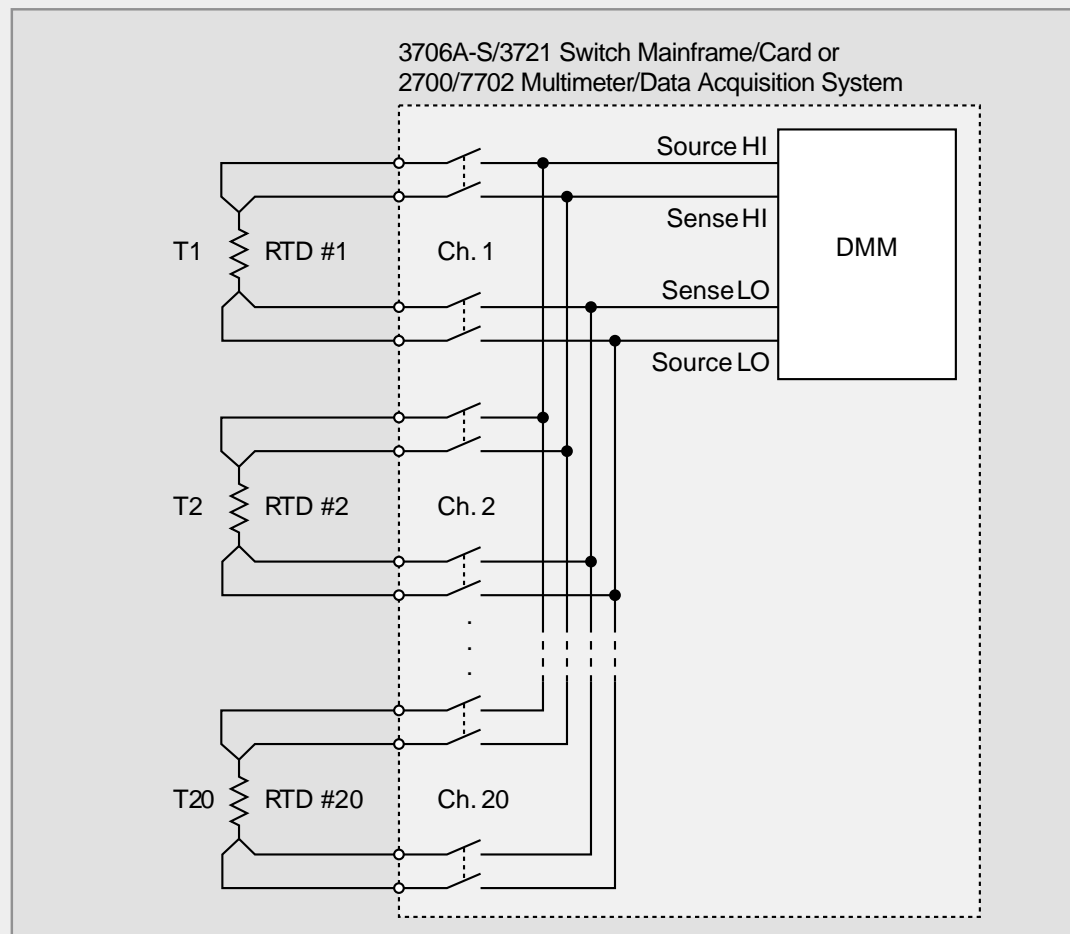 3706A-S/3721 Switch Mainframe/Card or
2700/7702 Multimeter/Data Acquisition System
Source HI
Sense HI
DMM
T1
RTD #1
Ch. 1
Sense LO
Source LO
T2
RTD #2
Ch. 2
.
.
.
T20
RTD #20
Ch. 20